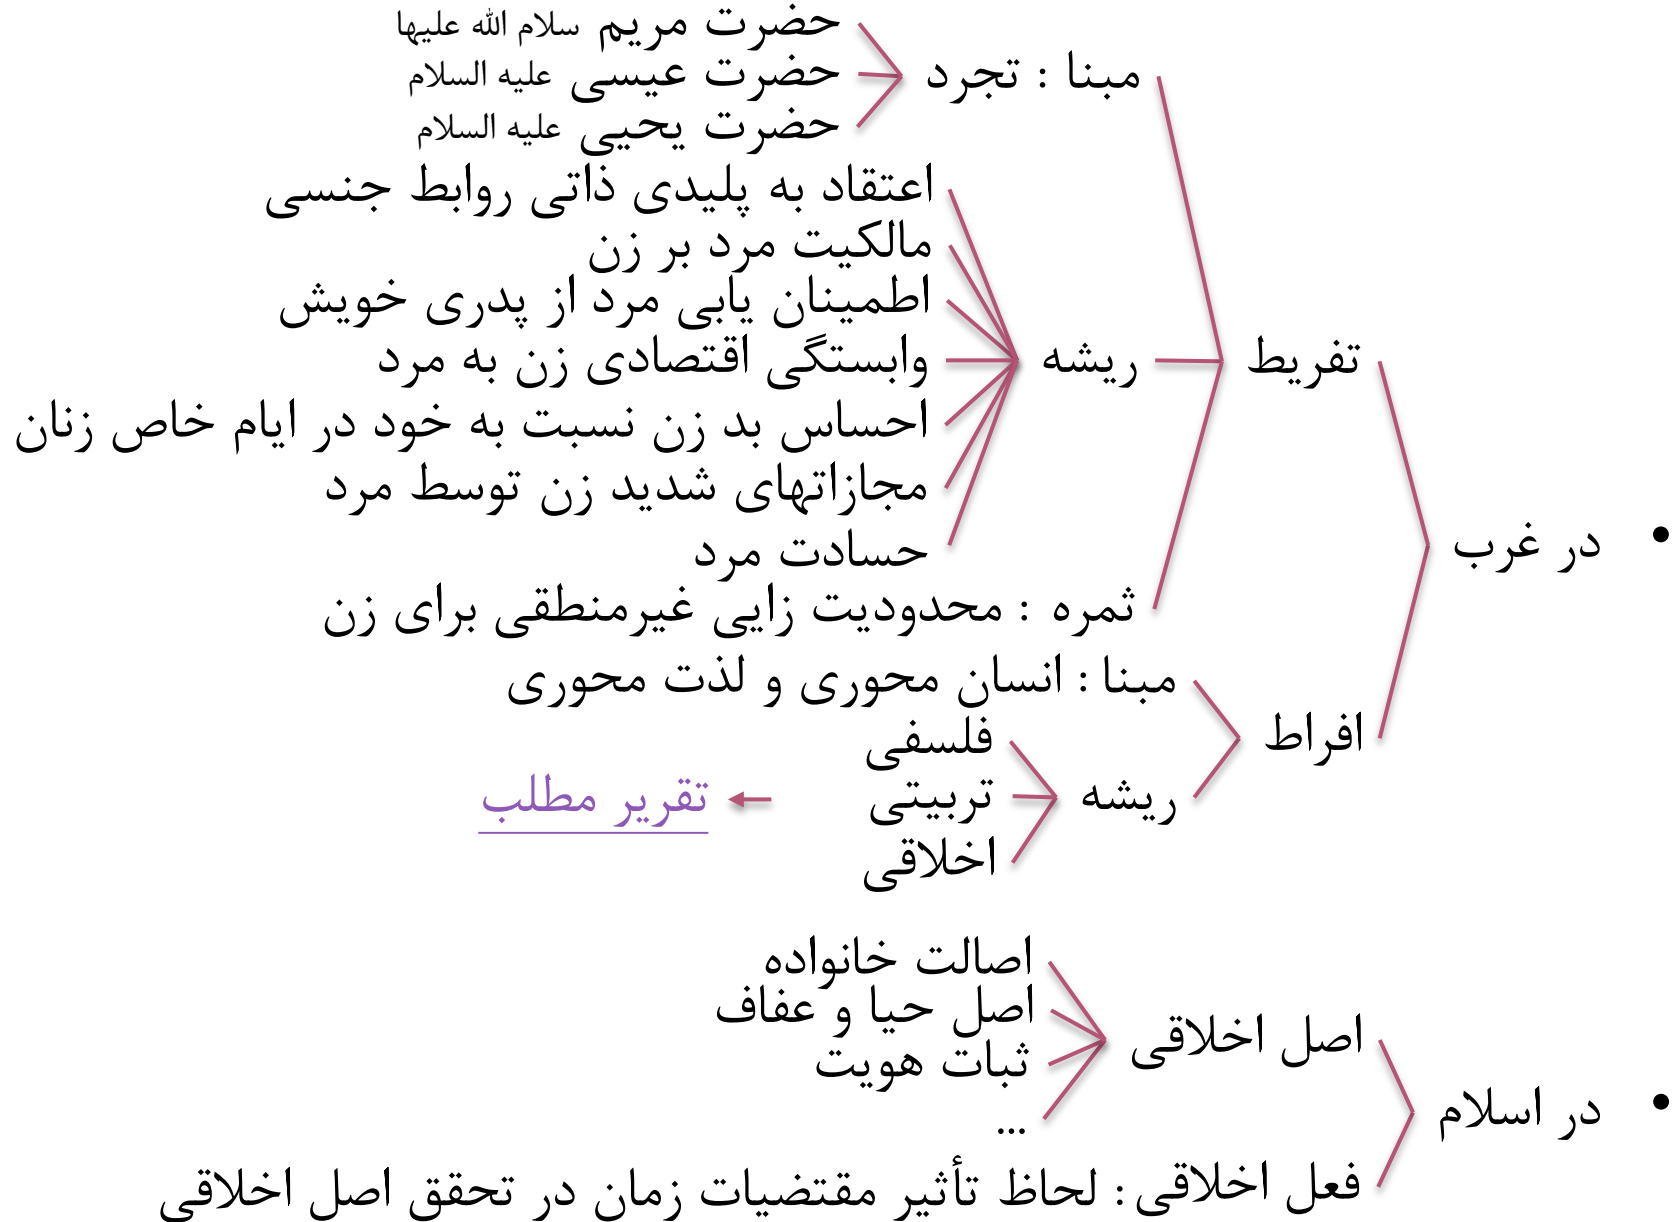 حضرت مریم سلام الله علیها
مبنا : تجرد
حضرت عیسی علیه السلام
حضرت یحیی علیه السلام
اعتقاد به پلیدی ذاتی روابط جنسی
مالکیت مرد بر زن
اطمینان یابی مرد از پدری خویش
تفریط
ریشه
وابستگی اقتصادی زن به مرد
احساس بد زن نسبت به خود در ایام خاص زنان
مجازاتهای شدید زن توسط مرد
• در غرب
حسادت مرد
ثمره : محدودیت زایی غیرمنطقی برای زن
مبنا : انسان محوری و لذت محوری
افراط
فلسفی
ریشه
تربیتی
تقریر مطلب
اخلاقی
اصالت خانواده
اصل حیا و عفاف
اصل اخلاقی
ثبات هویت
...
• در اسلام
فعل اخلاقی : لحاظ تأثیر مقتضیات زمان در تحقق اصل اخلاقی